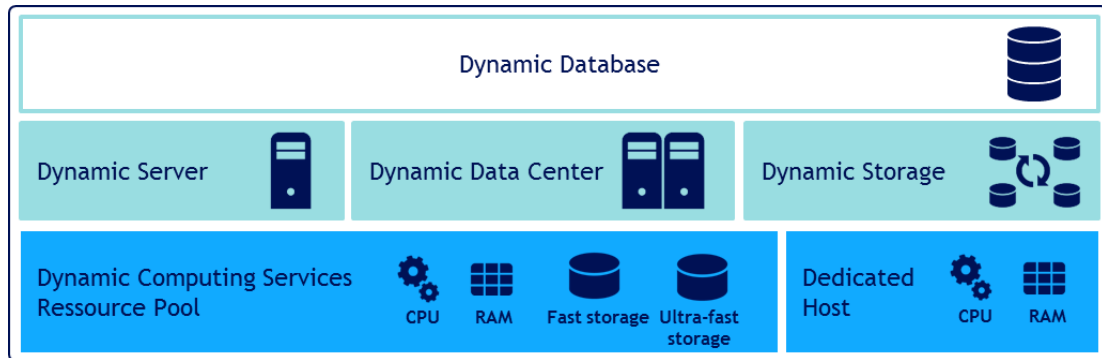 Dynamic Database
Dynamic Server
Dynamic Data Center
Dynamic Storage
Dynamic Computing Services
Ressource Pool
CPU
RAM
Fast storage
Ultra-fast
storage
Dedicated
Host
CPU
RAM